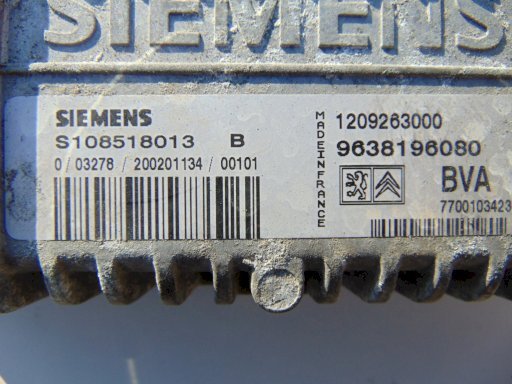 SIEMENS
SIEMENS
S108518013 B
0 / 03278 / 200201134 / 00101
MADE IN FRANCE
1209263000
9638196080
BVA
7700103423